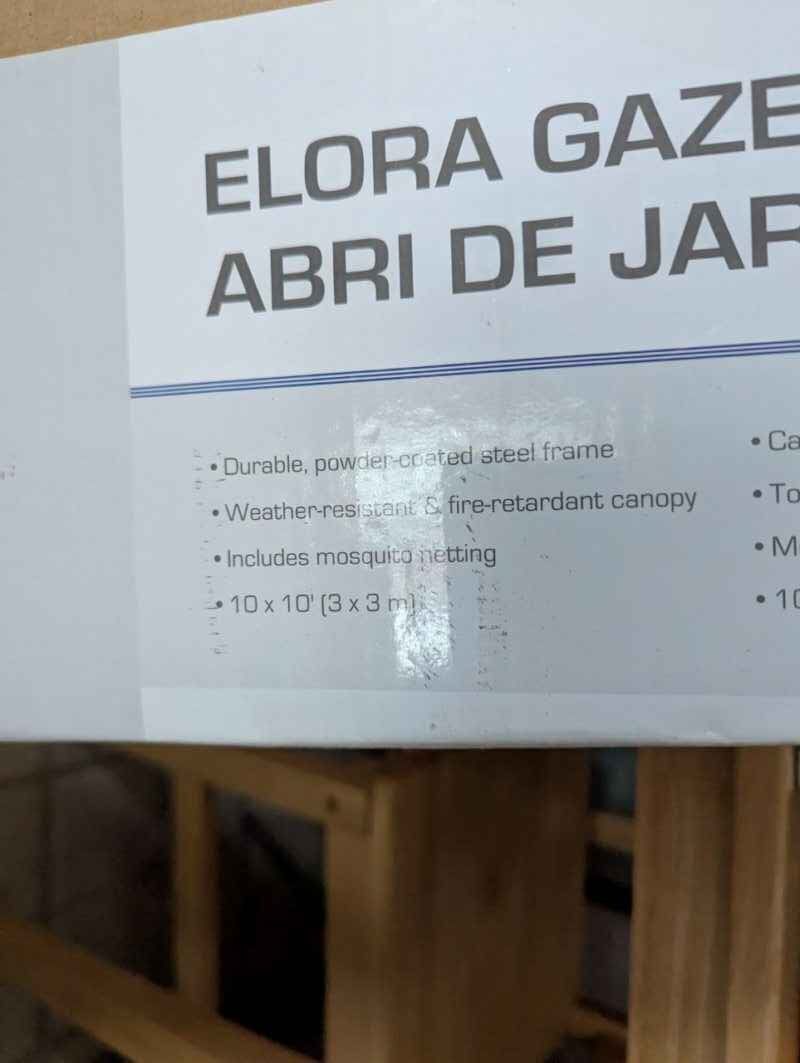 ELORA GAZE
ABRI DE JAR
• Durable, powder-coated steel frame
• Weather-resistant & fire-retardant canopy
• Includes mosquito netting
• 10 x 10' (3 x 3 m)
• Ca
• To
• M
• 10